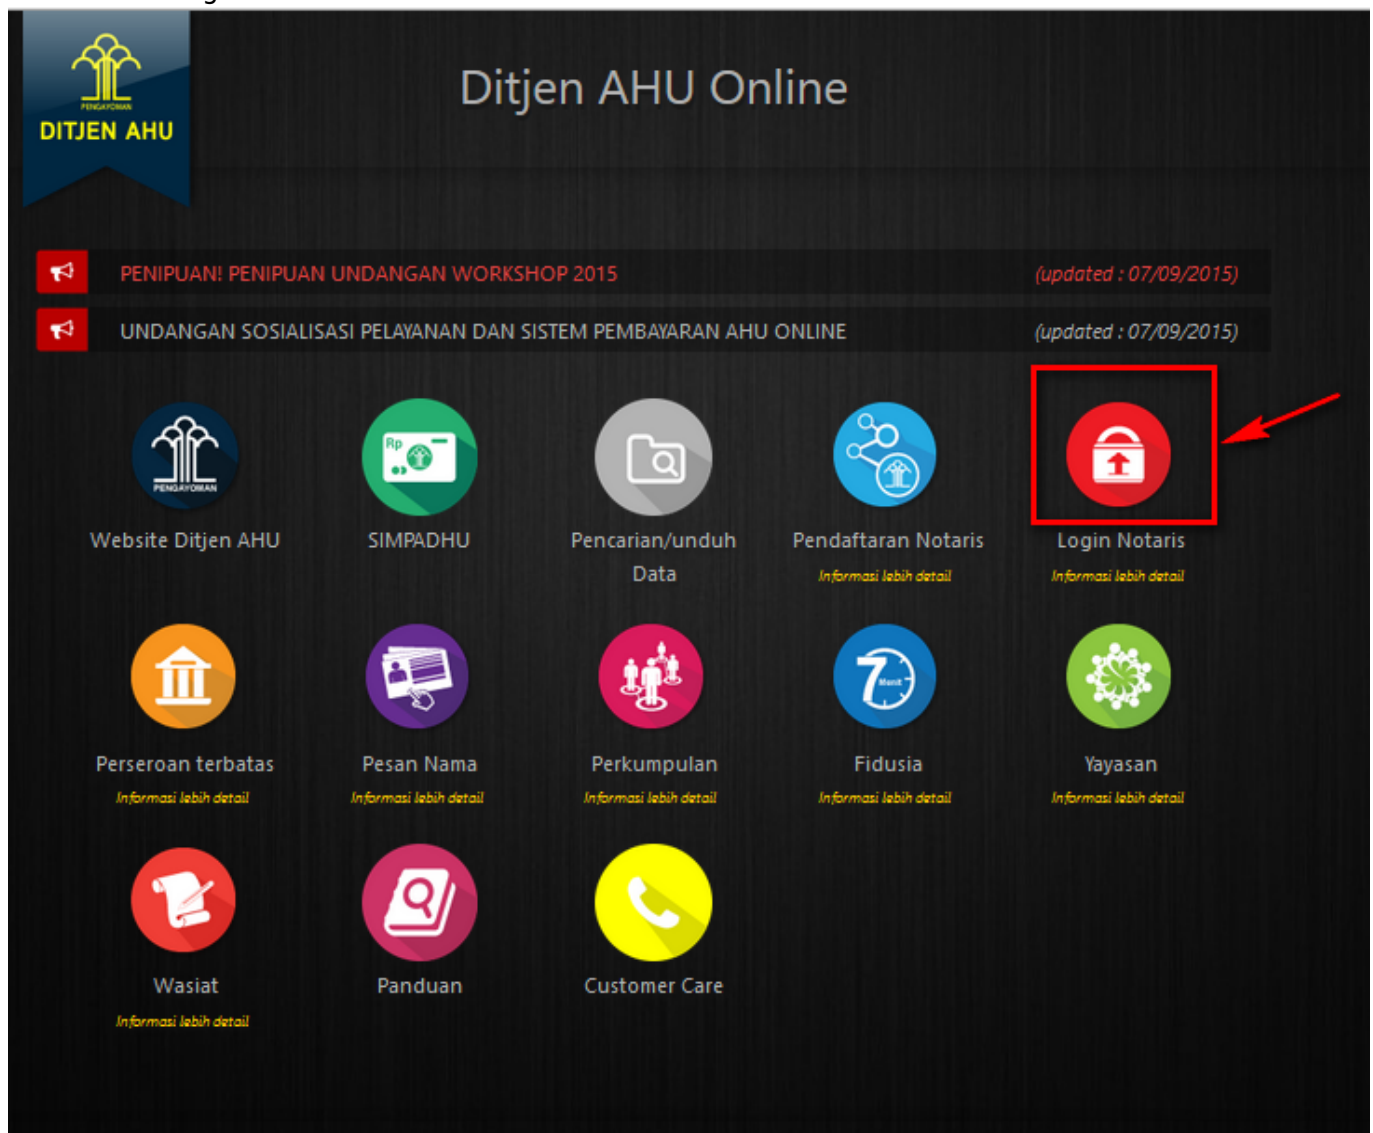 Ditjen AHU Online
PENGAYOMAN
DITJEN AHU
PENIPUAN! PENIPUAN UNDANGAN WORKSHOP 2015 (updated : 07/09/2015)
UNDANGAN SOSIALISASI PELAYANAN DAN SISTEM PEMBAYARAN AHU ONLINE (updated : 07/09/2015)
PENGAYOMAN
Rp
Website Ditjen AHU
SIMPADHU
Pencarian/unduh
Data
Pendaftaran Notaris
Informasi lebih detail
Login Notaris
Informasi lebih detail
7 Menit
Perseroan terbatas
Informasi lebih detail
Pesan Nama
Informasi lebih detail
Perkumpulan
Informasi lebih detail
Fidusia
Informasi lebih detail
Yayasan
Informasi lebih detail
Wasiat
Informasi lebih detail
Panduan
Customer Care